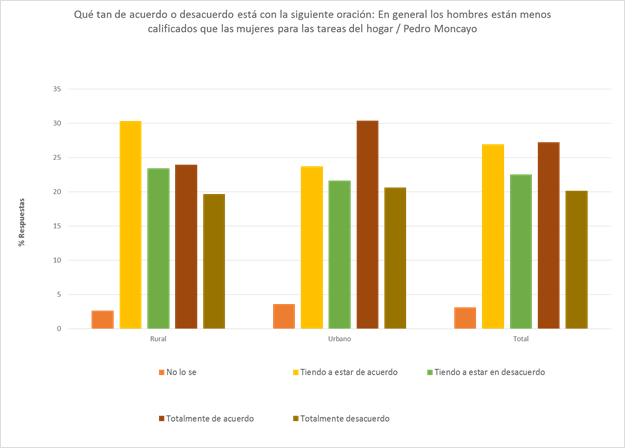 Qué tan de acuerdo o desacuerdo está con la siguiente oración: En general los hombres están menos
calificados que las mujeres para las tareas del hogar / Pedro Moncayo
35
30
25
20
15
10
5
0
% Respuestas
Rural Urbano Total
No lo se Tiendo a estar de acuerdo Tiendo a estar en desacuerdo
Totalmente de acuerdo Totalmente desacuerdo